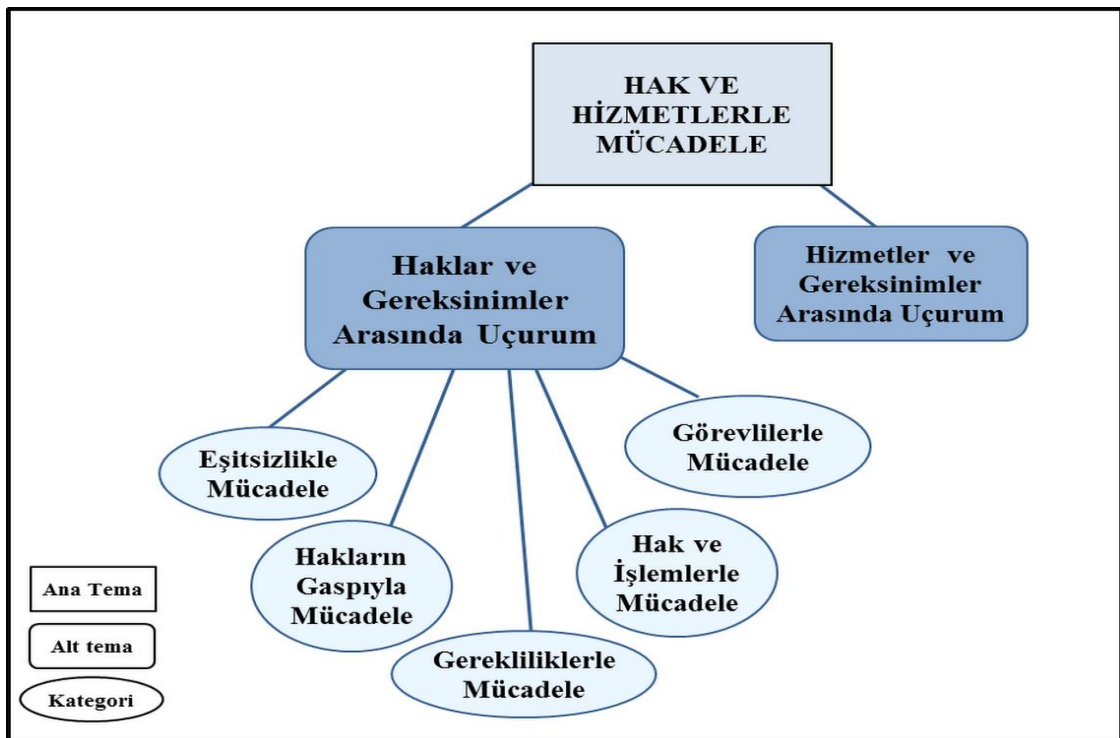 HAK VE
HİZMETLERLE
MÜCADELE
Haklar ve
Gereksinimler
Arasında Uçurum
Hizmetler ve
Gereksinimler
Arasında Uçurum
Eşitsizlikle
Mücadele
Hakların
Gaspıyla
Mücadele
Gerekliliklerle
Mücadele
Hak ve
İşlemlerle
Mücadele
Görevlilerle
Mücadele
Ana Tema
Alt tema
Kategori